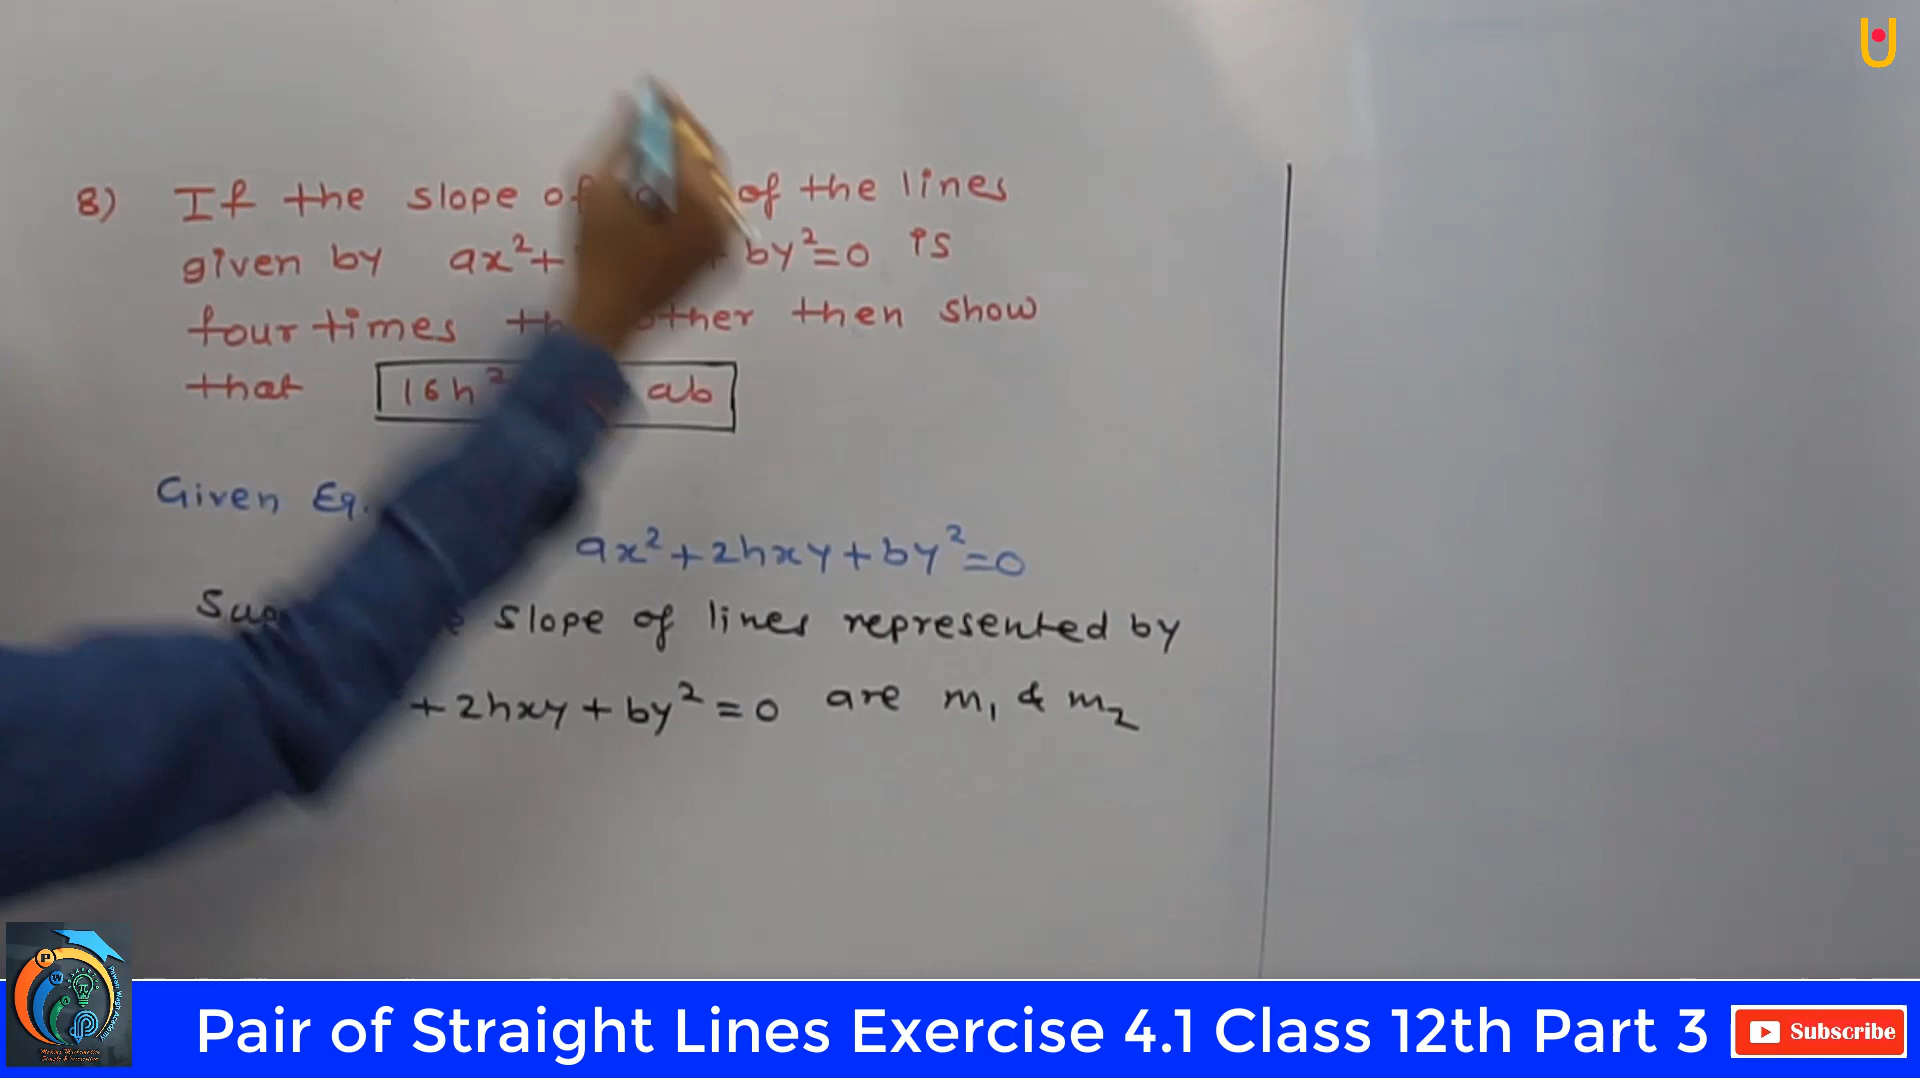 8) If the slope of of the lines
given by ax²+ by²=0 is
four times other then show
that 16h² ab
Given Eq.
ax²+2hxy+by²=0
slope of lines represented by
+2hxy+by²=0 are m₁ & m₂
Pair of Straight Lines Exercise 4.1 Class 12th Part 3
Subscribe